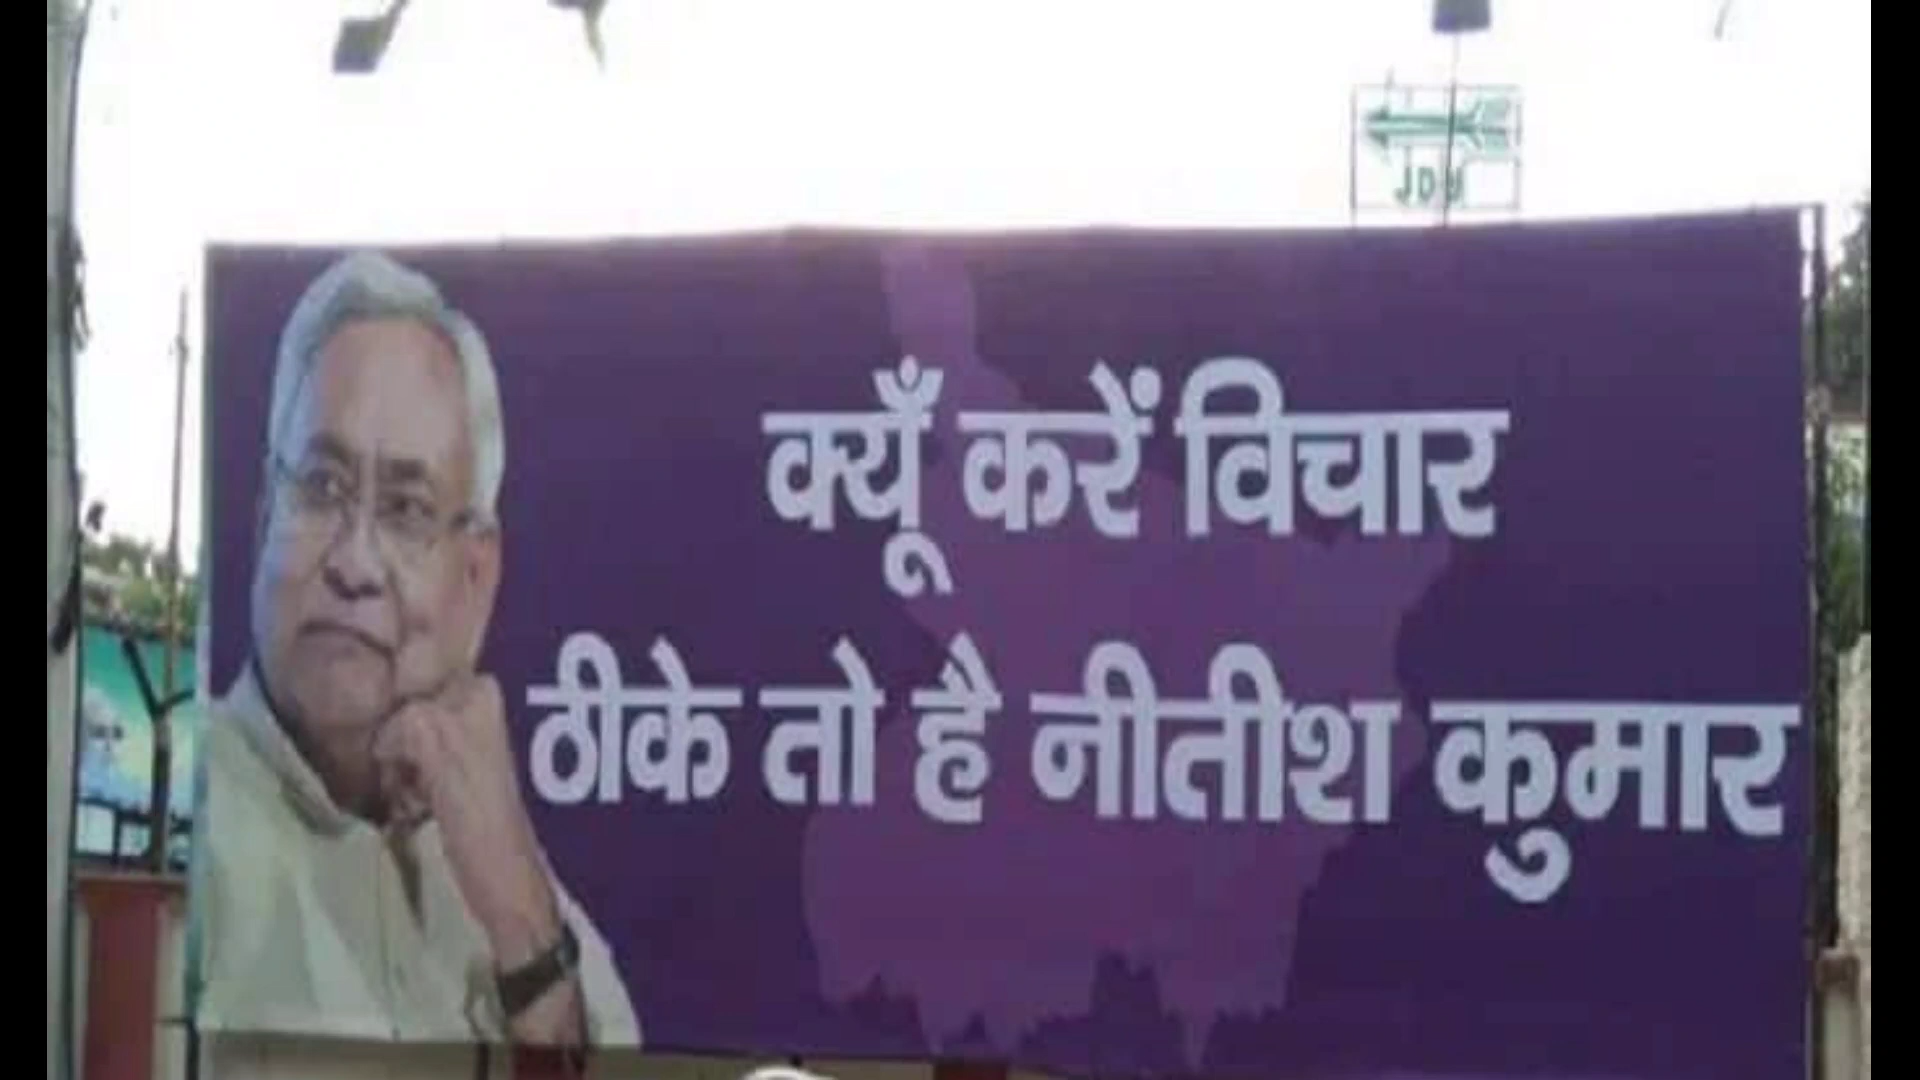 JDU
क्यूँ करें विचार
ठीके तो है नीतीश कुमार